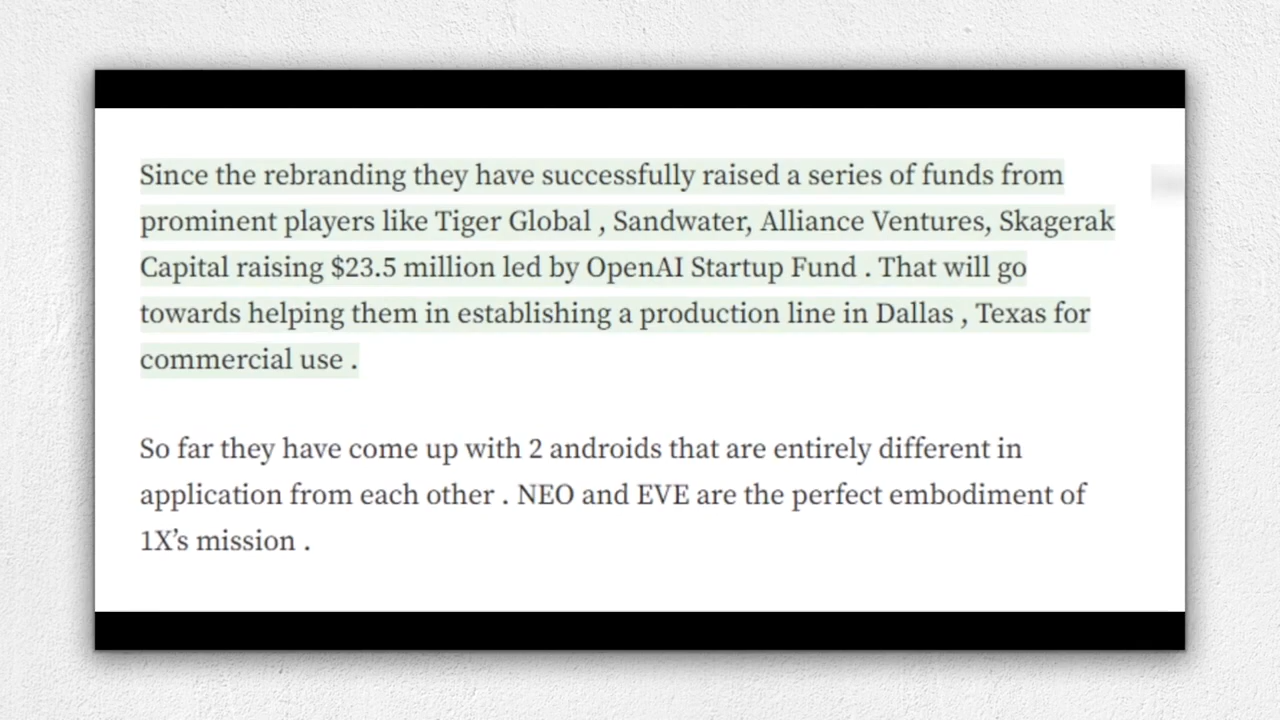 Since the rebranding they have successfully raised a series of funds from
prominent players like Tiger Global , Sandwater, Alliance Ventures, Skagerak
Capital raising $23.5 million led by OpenAI Startup Fund . That will go
towards helping them in establishing a production line in Dallas , Texas for
commercial use .
So far they have come up with 2 androids that are entirely different in
application from each other . NEO and EVE are the perfect embodiment of
1X’s mission .